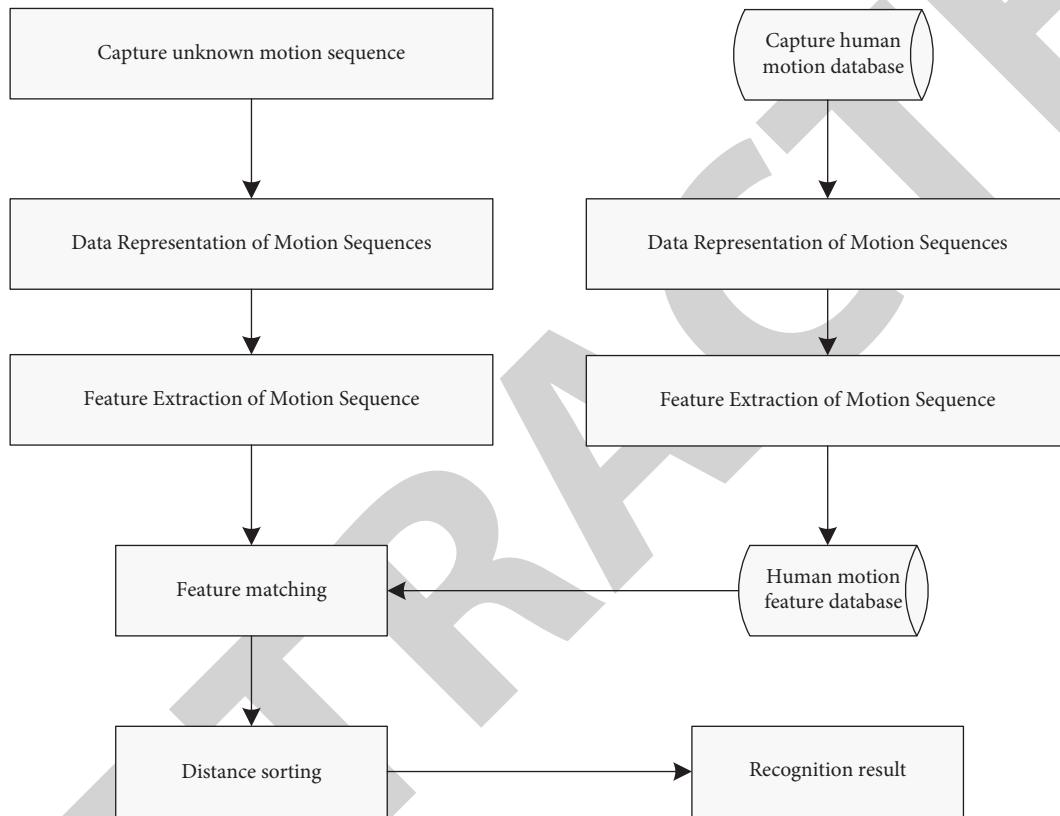 Capture unknown motion sequence
Capture human
motion database
Data Representation of Motion Sequences
Data Representation of Motion Sequences
Feature Extraction of Motion Sequence
Feature Extraction of Motion Sequence
Feature matching
Human motion
feature database
Distance sorting
Recognition result
TRACTE